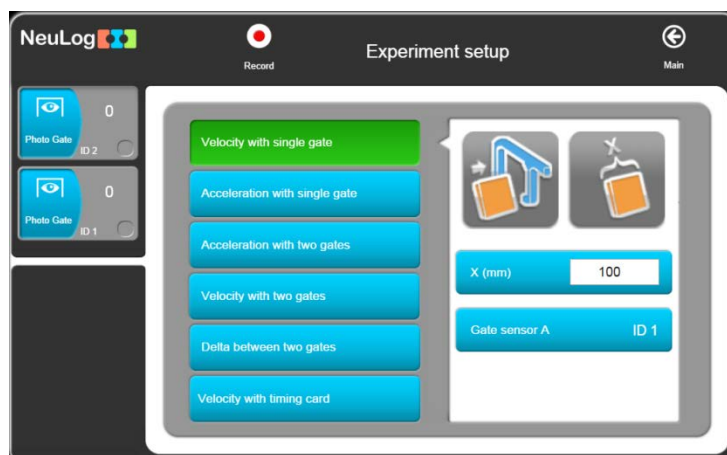 NeuLog
Record
Experiment setup
Main
0
Photo Gate
ID 2
0
Photo Gate
ID 1
Velocity with single gate
Acceleration with single gate
Acceleration with two gates
Velocity with two gates
Delta between two gates
Velocity with timing card
X
X (mm)
100
Gate sensor A
ID 1